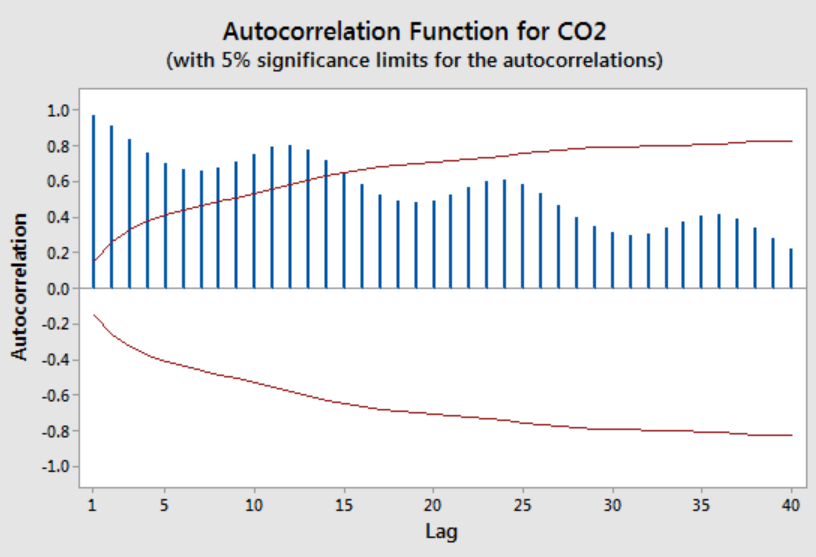 Autocorrelation Function for CO2
(with 5% significance limits for the autocorrelations)
Autocorrelation
1.0
0.8
0.6
0.4
0.2
0.0
-0.2
-0.4
-0.6
-0.8
-1.0
1 5 10 15 20 25 30 35 40
Lag